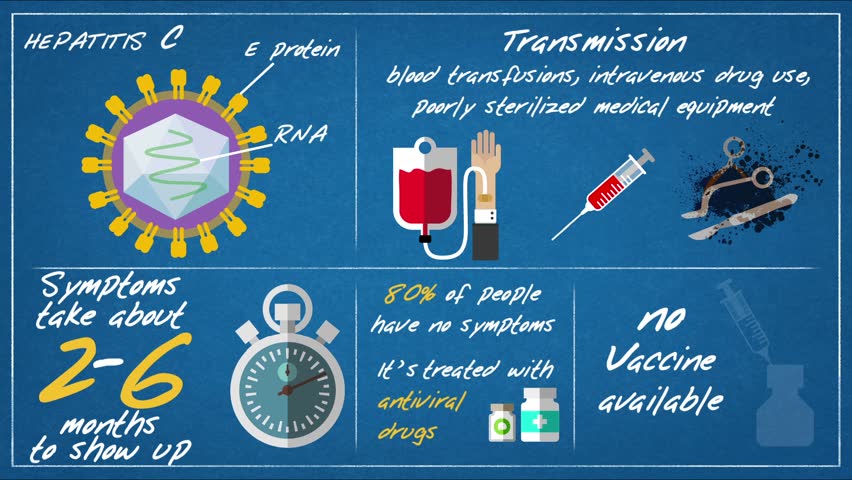 HEPATITIS C
E protein
RNA
Transmission
blood transfusions, intravenous drug use,
poorly sterilized medical equipment
Symptoms
take about
2-6
months
to show up
80% of people
have no symptoms
It's treated with
antiviral
drugs
no
Vaccine
available